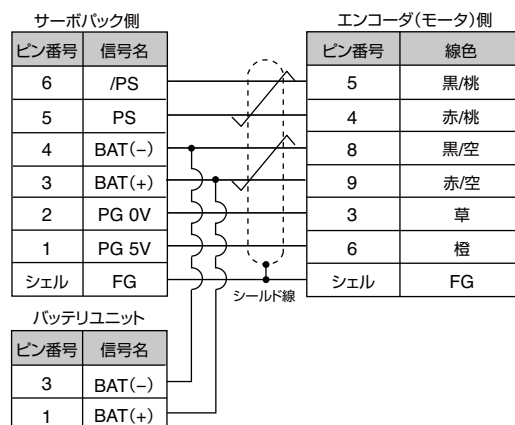 サーボパック側 エンコーダ(モータ)側
ピン番号 信号名 ピン番号 線色
6 /PS 5 黒/桃
5 PS 4 赤/桃
4 BAT(−) 8 黒/空
3 BAT(+) 9 赤/空
2 PG 0V 3 草
1 PG 5V 6 橙
シェル FG シェル FG
シールド線
バッテリユニット
ピン番号 信号名
3 BAT(−)
1 BAT(+)